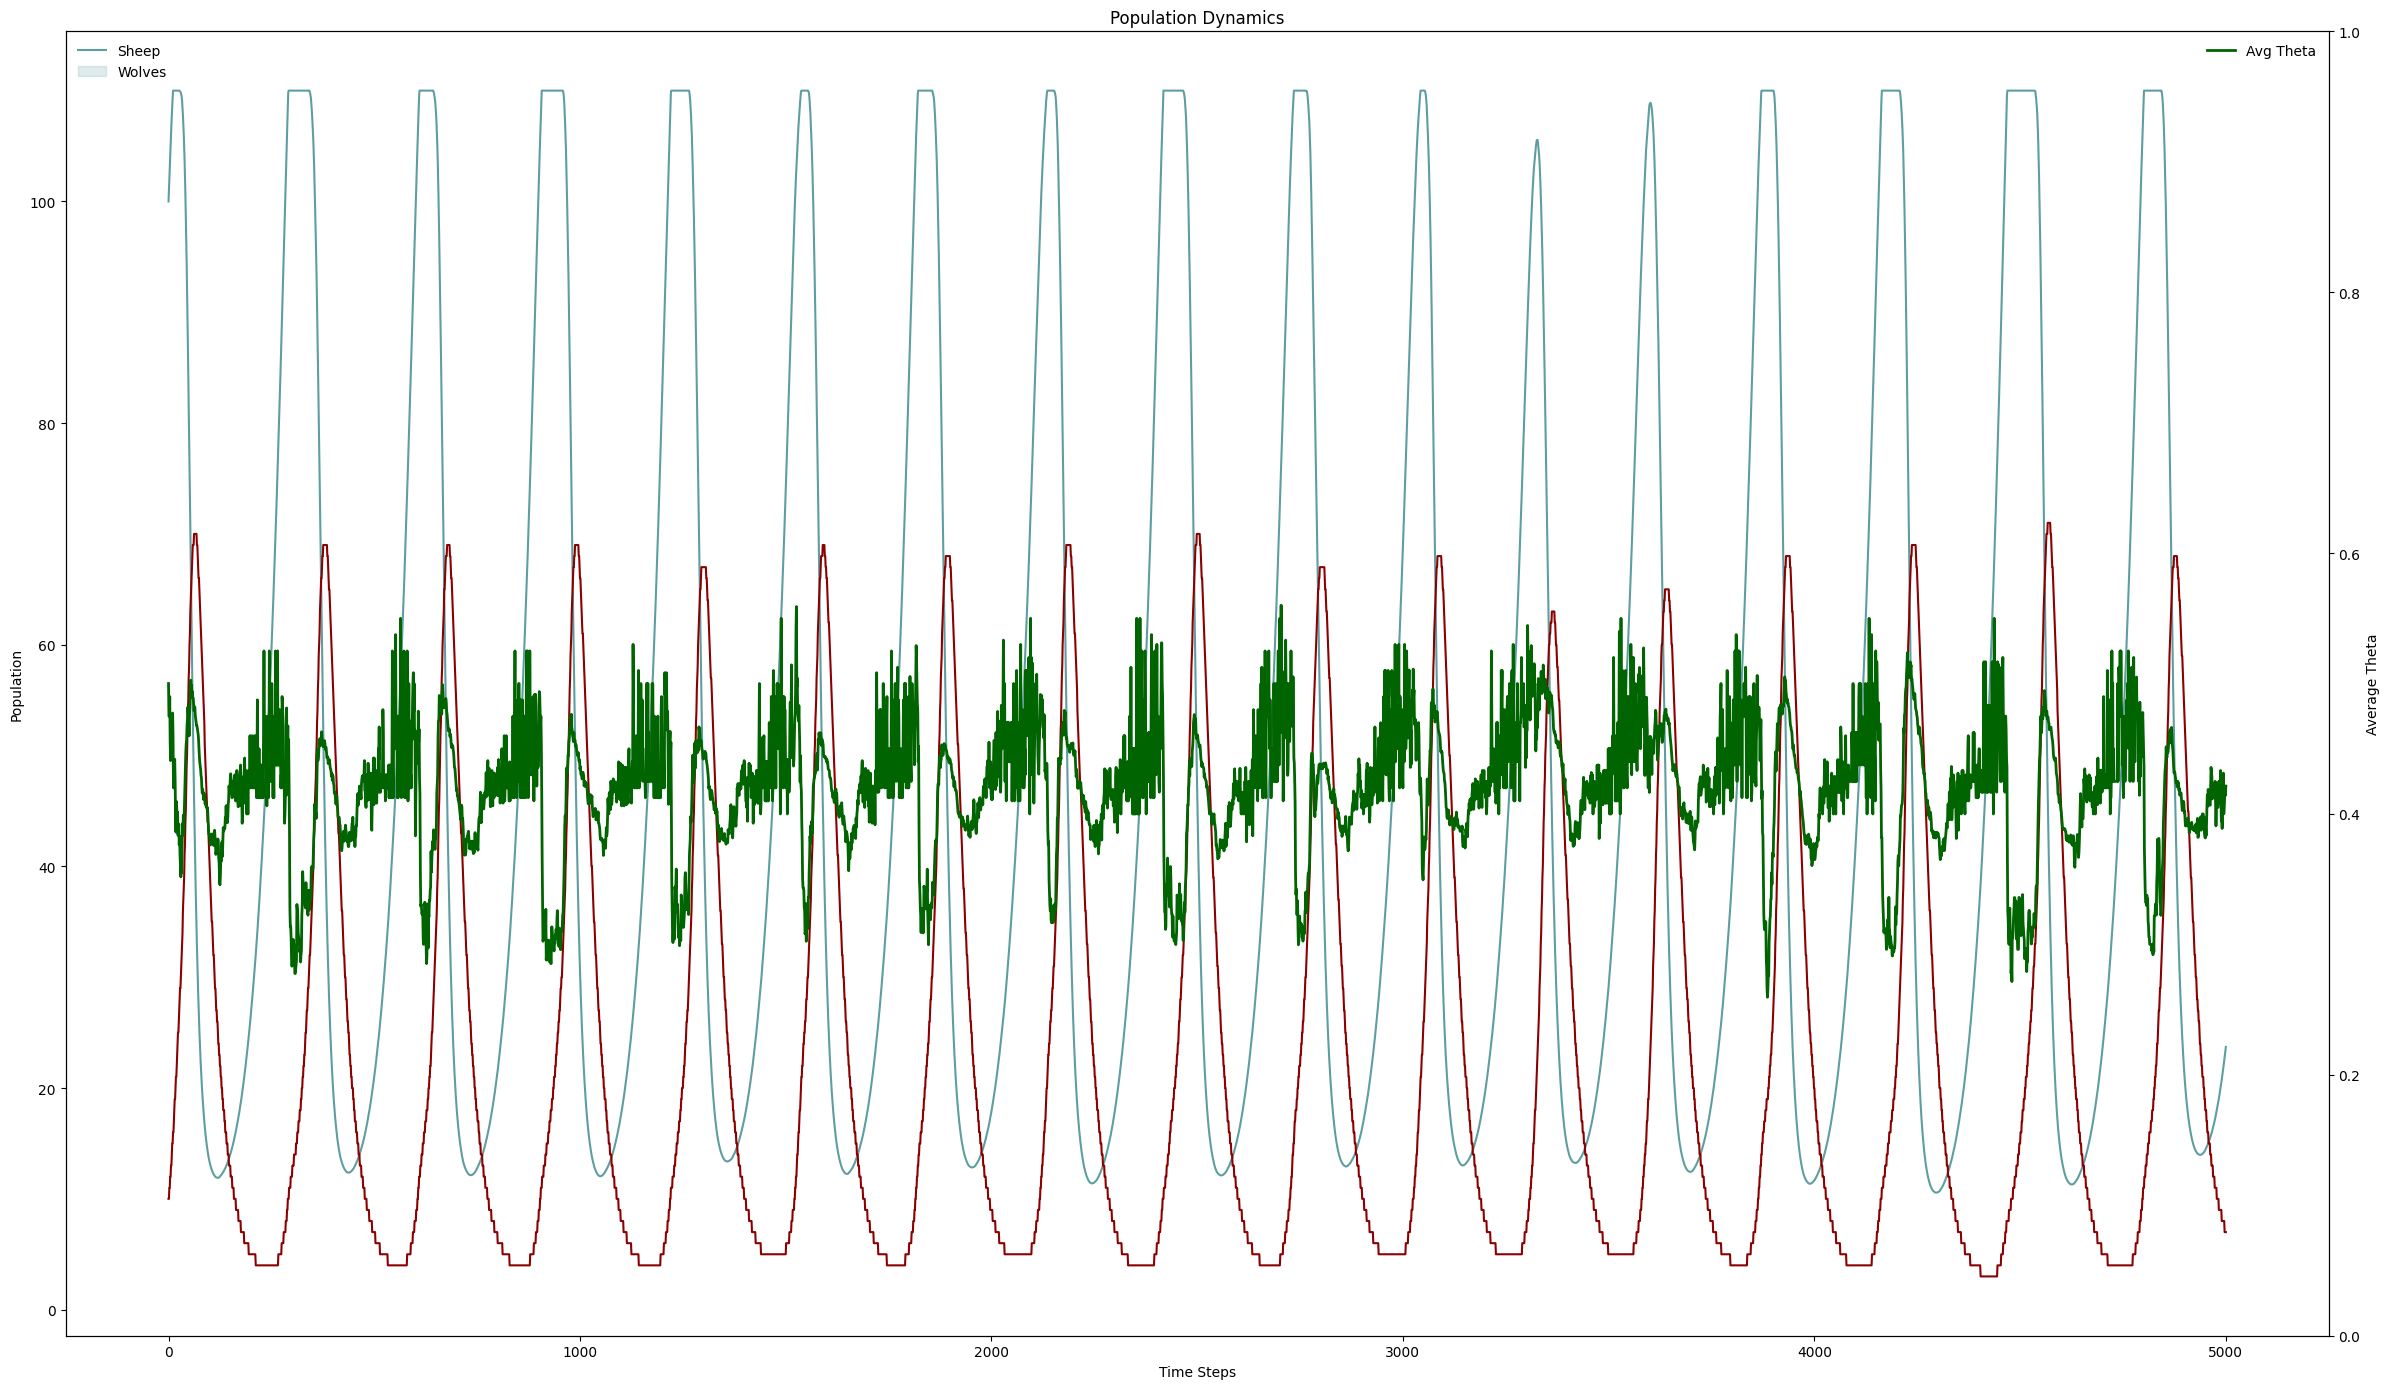 Population Dynamics
Sheep
Wolves
Avg Theta
Population
100
80
60
40
20
0
1.0
0.8
0.6
0.4
0.2
0.0
Average Theta
0 1000 2000 3000 4000 5000
Time Steps